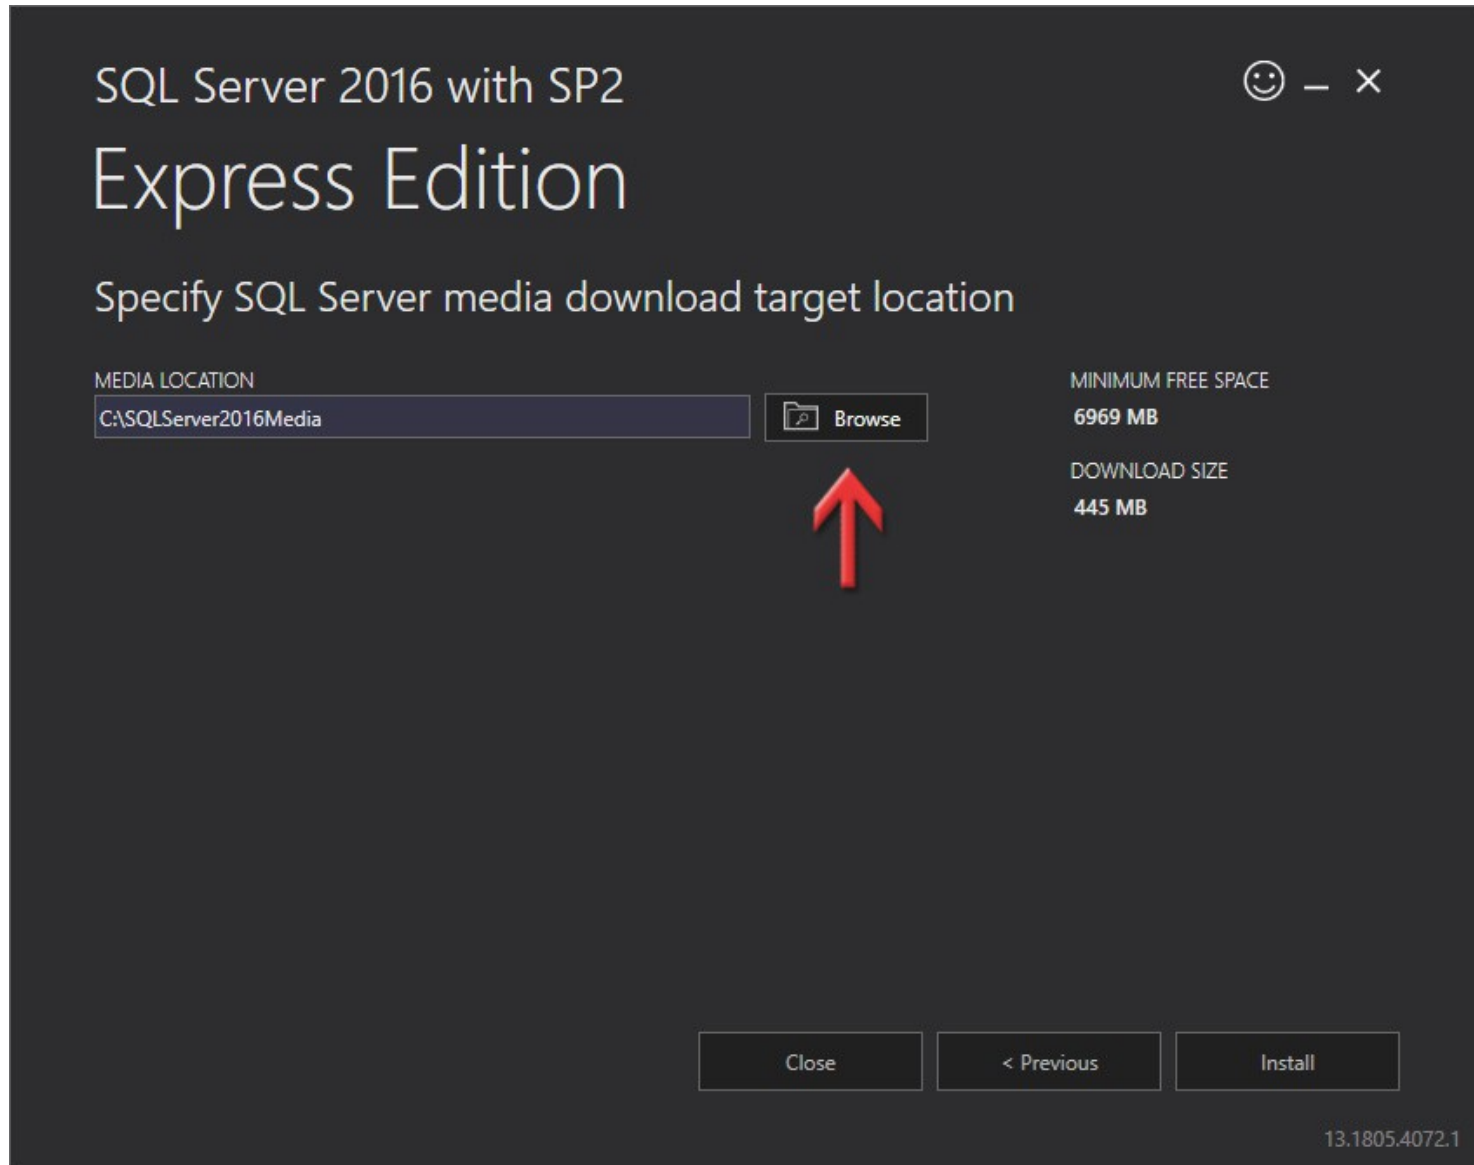 SQL Server 2016 with SP2
Express Edition
Specify SQL Server media download target location
MEDIA LOCATION
C:\SQLServer2016Media
Browse
MINIMUM FREE SPACE
6969 MB
DOWNLOAD SIZE
445 MB
Close
< Previous
Install
13.1805.4072.1